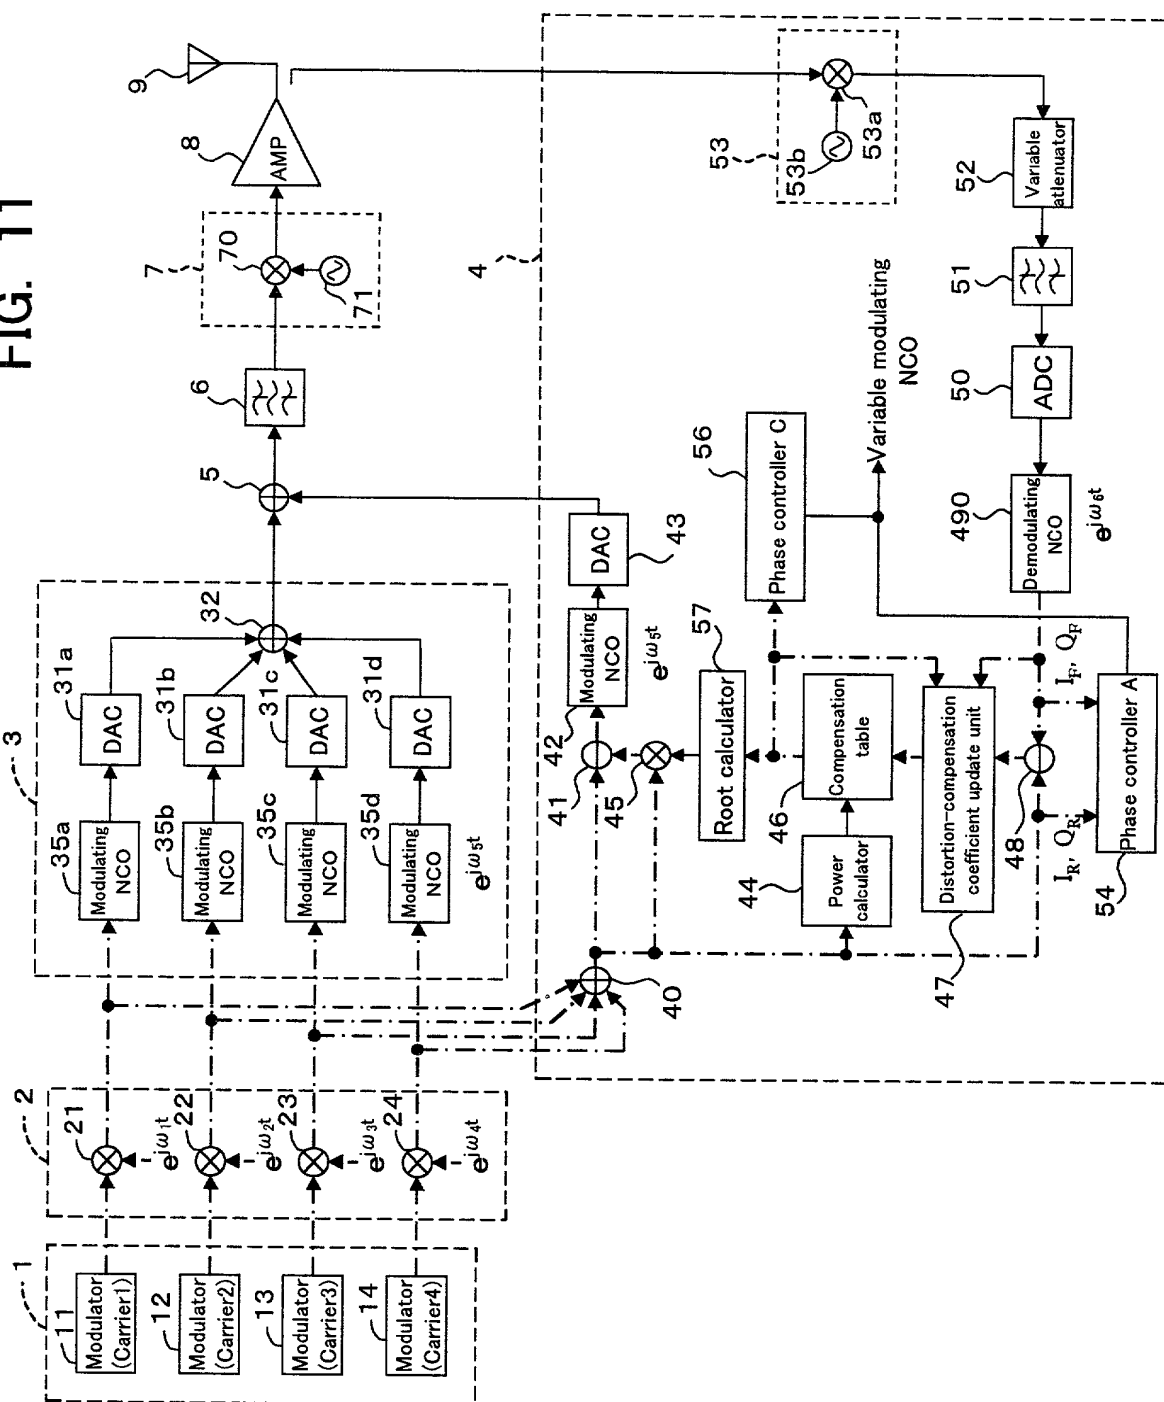 FIG. 11
1
11
Modulator
(Carrier1)
12
Modulator
(Carrier2)
13
Modulator
(Carrier3)
14
Modulator
(Carrier4)
2
21
e^jω1t
22
e^jω2t
23
e^jω3t
24
e^jω4t
3
35a
Modulating
NCO
35b
Modulating
NCO
35c
Modulating
NCO
35d
Modulating
NCO
e^jω5t
31a
DAC
31b
DAC
31c
DAC
31d
DAC
32
5
6
7
70
71
8
AMP
9
4
40
41
42
Modulating
NCO
e^jω5t
43
DAC
45
57
Root calculator
44
Power
calculator
46
Compensation
table
56
Phase controller C
Variable modulating
NCO
47
Distortion-compensation
coefficient update unit
48
IR, QR
IF, QF
54
Phase controller A
490
Demodulating
NCO
e^jω6t
50
ADC
51
52
Variable
atlenuator
53
53b
53a